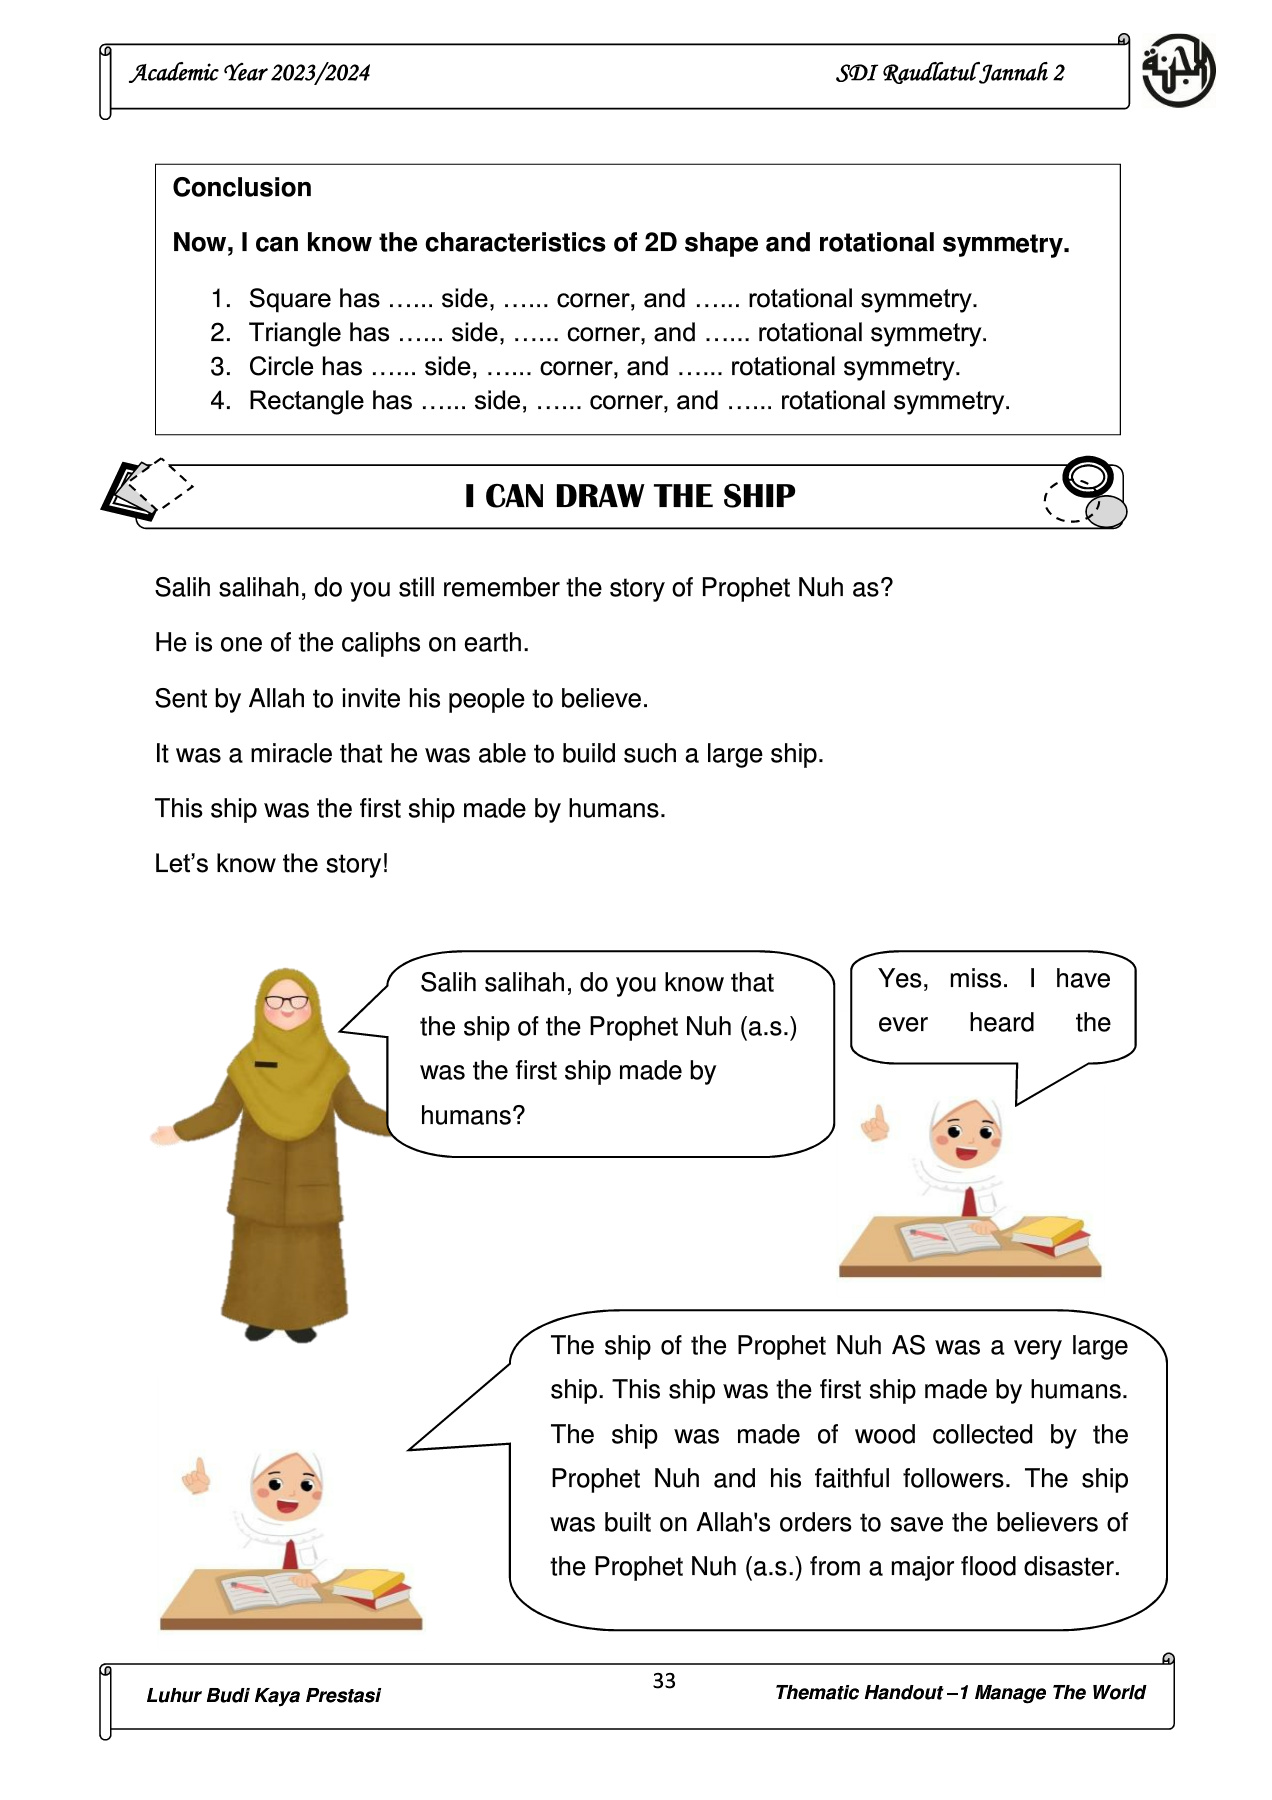 Academic Year 2023/2024
SDI Raudlatul Jannah 2
Conclusion
Now, I can know the characteristics of 2D shape and rotational symmetry.
1. Square has …... side, …... corner, and …... rotational symmetry.
2. Triangle has …... side, …... corner, and …... rotational symmetry.
3. Circle has …... side, …... corner, and …... rotational symmetry.
4. Rectangle has …... side, …... corner, and …... rotational symmetry.
I CAN DRAW THE SHIP
Salih salihah, do you still remember the story of Prophet Nuh as?
He is one of the caliphs on earth.
Sent by Allah to invite his people to believe.
It was a miracle that he was able to build such a large ship.
This ship was the first ship made by humans.
Let’s know the story!
Salih salihah, do you know that
the ship of the Prophet Nuh (a.s.)
was the first ship made by
humans?
Yes, miss. I have
ever heard the
The ship of the Prophet Nuh AS was a very large
ship. This ship was the first ship made by humans.
The ship was made of wood collected by the
Prophet Nuh and his faithful followers. The ship
was built on Allah's orders to save the believers of
the Prophet Nuh (a.s.) from a major flood disaster.
Luhur Budi Kaya Prestasi
33
Thematic Handout –1 Manage The World